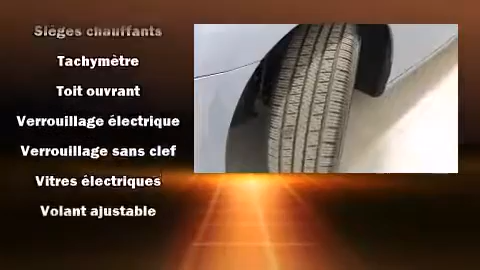 Sièges chauffants
Tachymètre
Toit ouvrant
Verrouillage électrique
Verrouillage sans clef
Vitres électriques
Volant ajustable